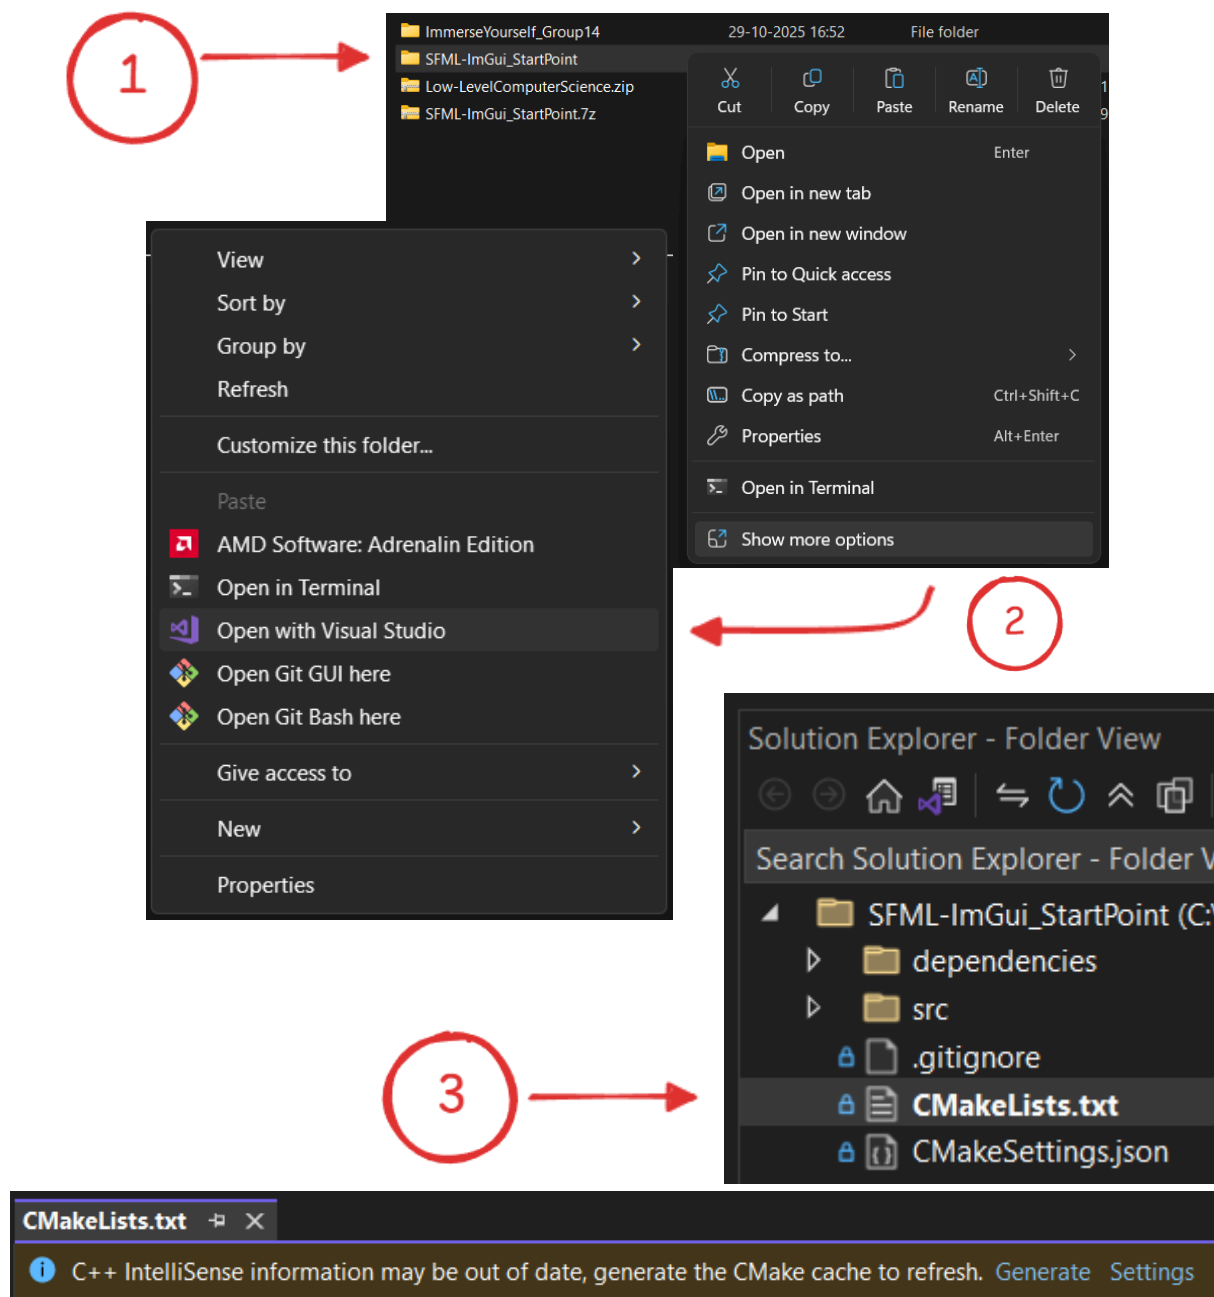 1
ImmerseYourself_Group14 29-10-2025 16:52 File folder
SFML-ImGui_StartPoint
Low-LevelComputerScience.zip 1
SFML-ImGui_StartPoint.7z 9
Cut Copy Paste Rename Delete
Open Enter
Open in new tab
Open in new window
Pin to Quick access
Pin to Start
Compress to...
Copy as path Ctrl+Shift+C
Properties Alt+Enter
Open in Terminal
Show more options
2
View
Sort by
Group by
Refresh
Customize this folder...
Paste
AMD Software: Adrenalin Edition
Open in Terminal
Open with Visual Studio
Open Git GUI here
Open Git Bash here
Give access to
New
Properties
3
Solution Explorer - Folder View
Search Solution Explorer - Folder V
SFML-ImGui_StartPoint (C:\
dependencies
src
.gitignore
CMakeLists.txt
CMakeSettings.json
CMakeLists.txt
C++ IntelliSense information may be out of date, generate the CMake cache to refresh. Generate Settings